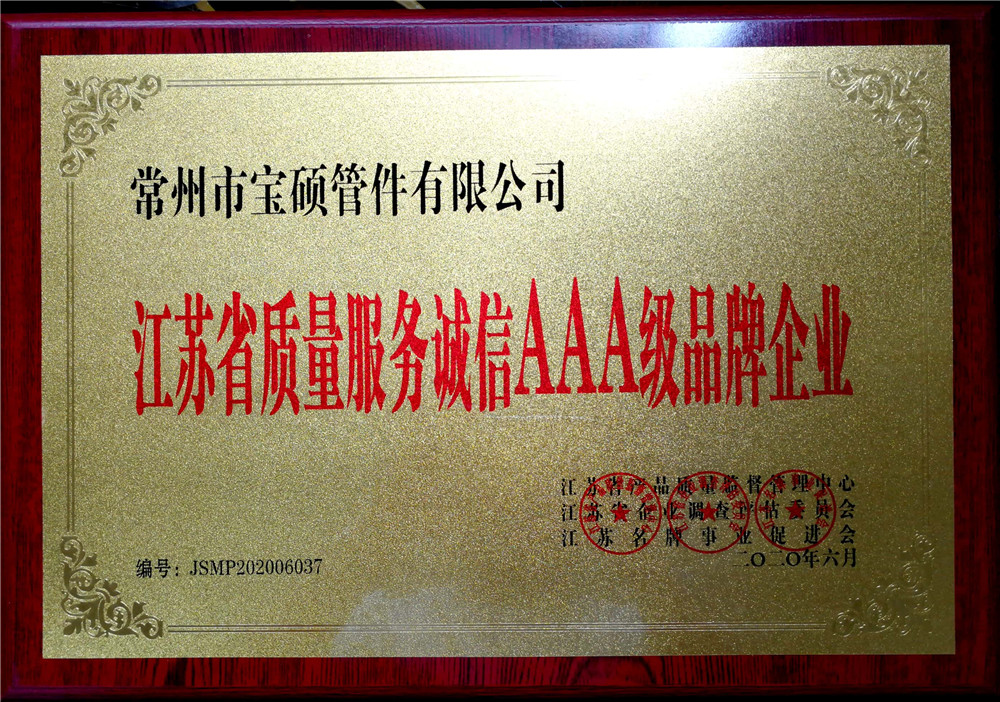 常州市宝硕管件有限公司
江苏省质量服务诚信AAA级品牌企业
江苏省产品质量监督管理中心
江苏省企业调查评估委员会
江苏名牌事业促进会
二〇二〇年六月
编号：JSMP202006037